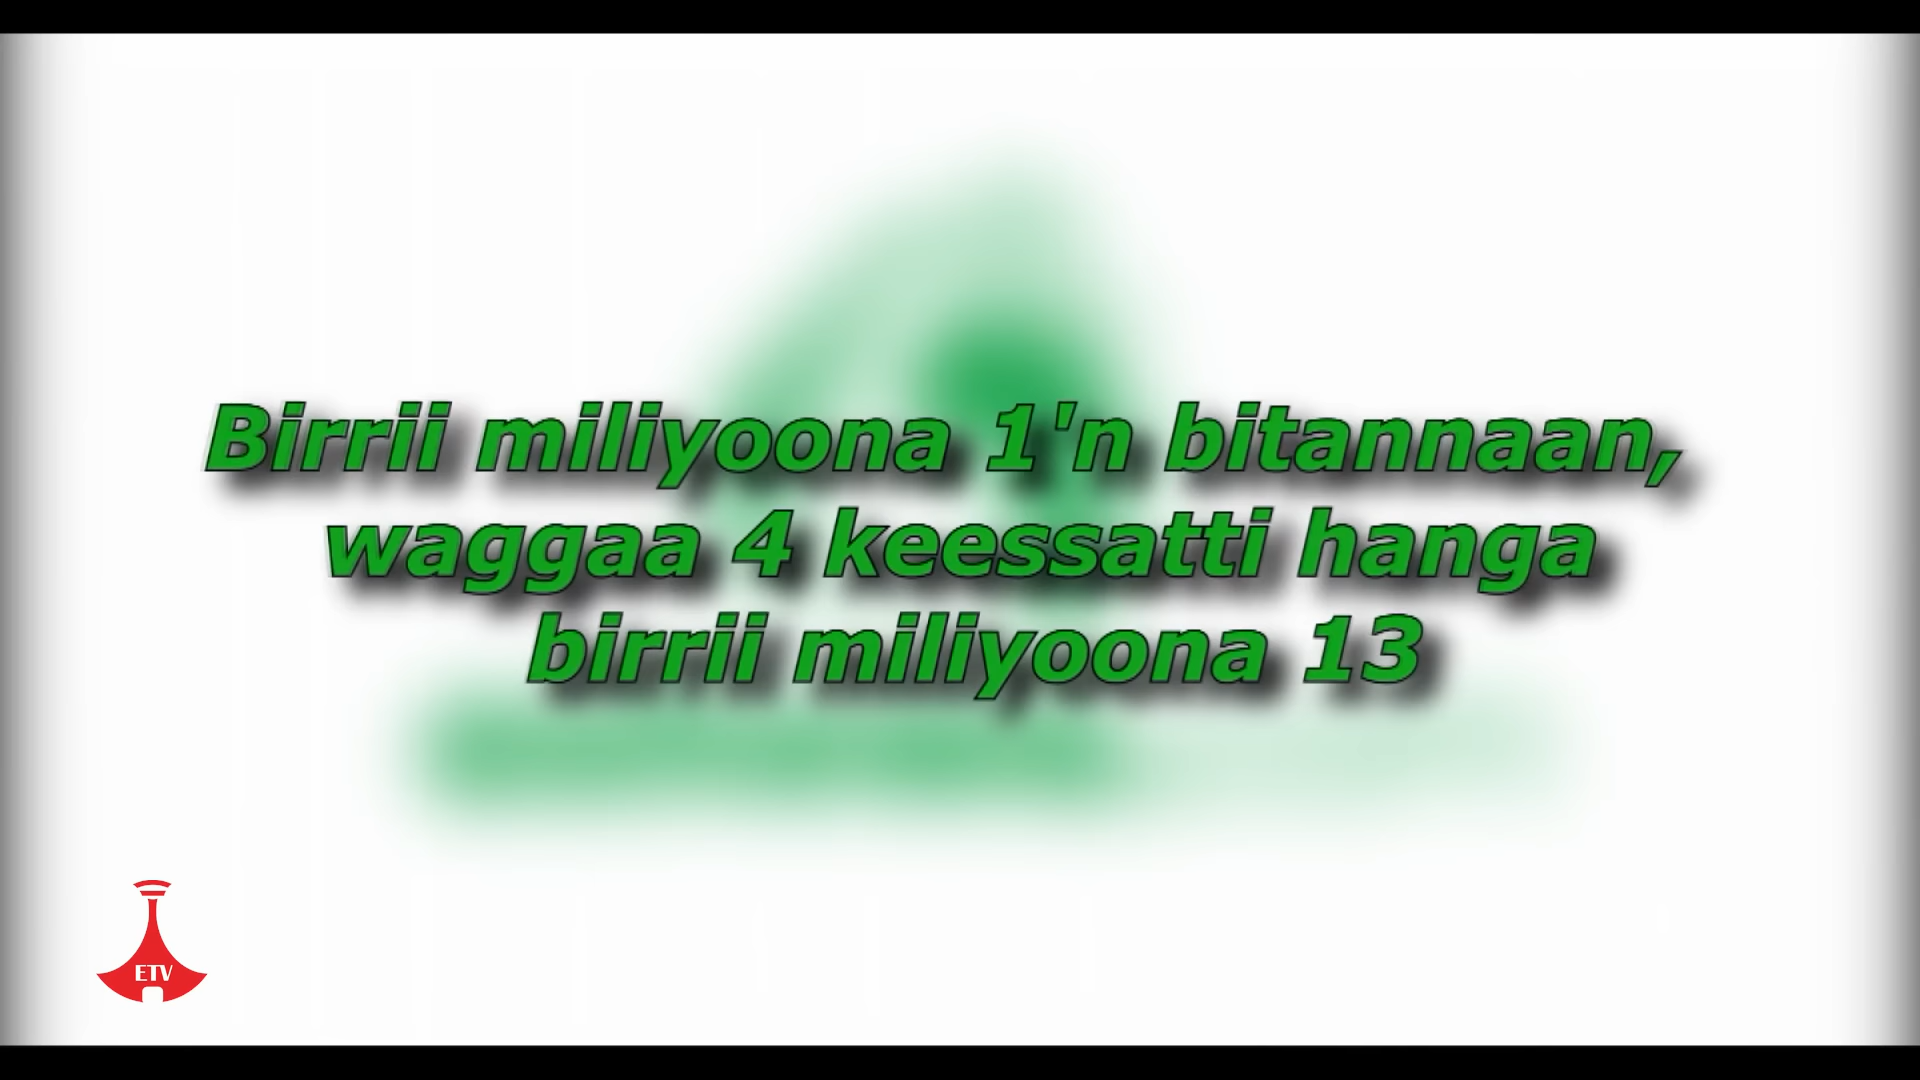 Birrii miliyoona 1'n bitannaan,
waggaa 4 keessatti hanga
birrii miliyoona 13
ETV